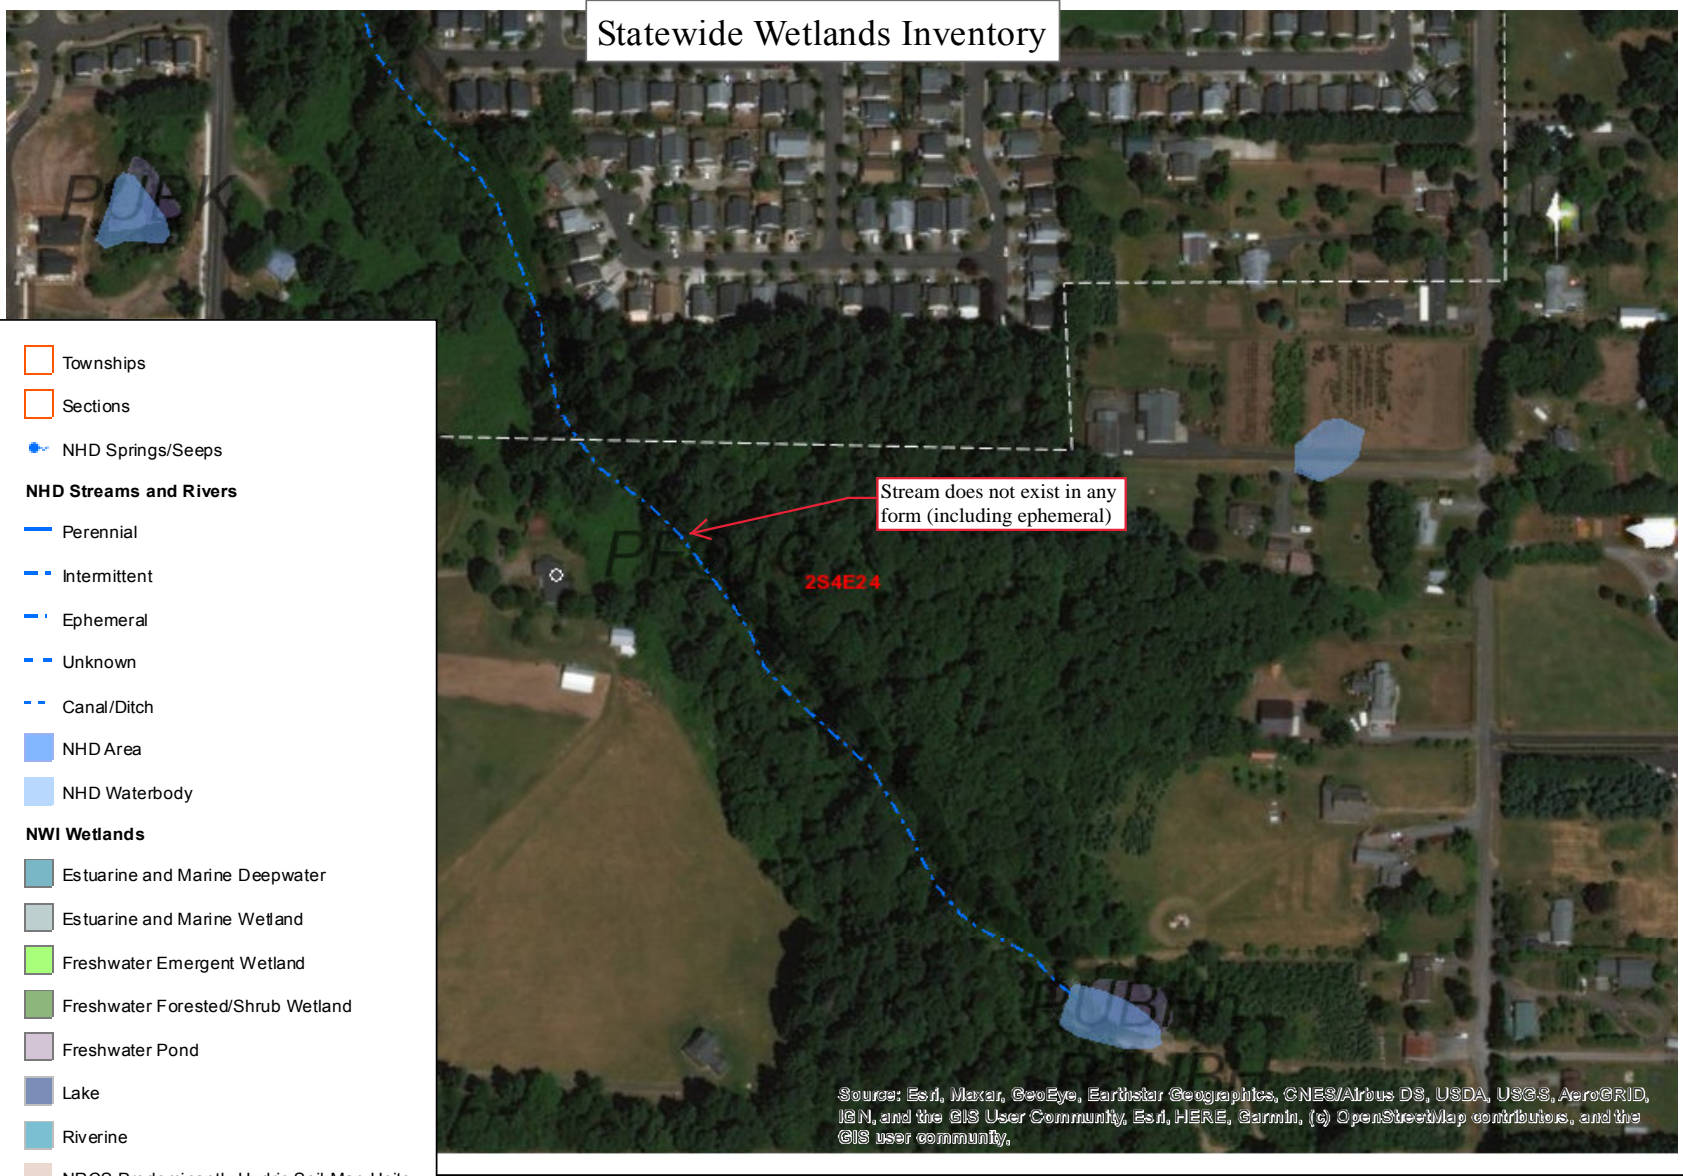 Statewide Wetlands Inventory
PUBK
Townships
Sections
NHD Springs/Seeps
NHD Streams and Rivers
Perennial
Intermittent
Ephemeral
Unknown
Canal/Ditch
NHD Area
NHD Waterbody
NWI Wetlands
Estuarine and Marine Deepwater
Estuarine and Marine Wetland
Freshwater Emergent Wetland
Freshwater Forested/Shrub Wetland
Freshwater Pond
Lake
Riverine
Stream does not exist in any
form (including ephemeral)
2S4E24
Source: Esri, Maxar, GeoEye, Earthstar Geographics, CNES/Airbus DS, USDA, USGS, AeroGRID,
IGN, and the GIS User Community, Esri, HERE, Garmin, (c) OpenStreetMap contributors, and the
GIS user community,